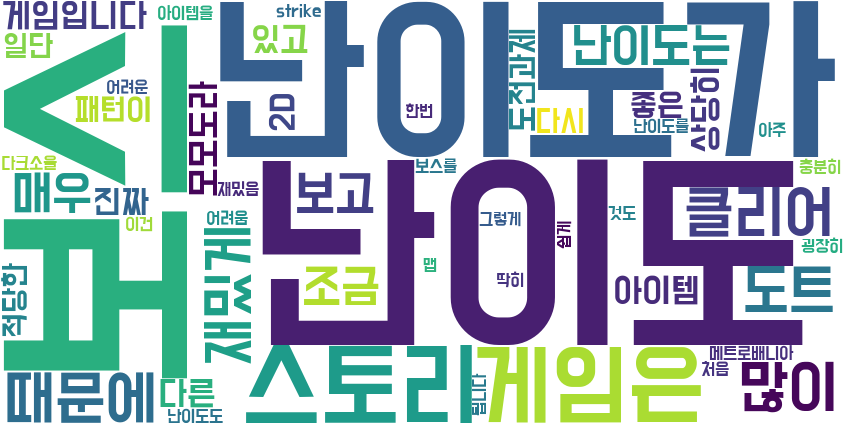 게임입니다
아이템을
strike
난이도가
일단
있고
2D
도전과제
난이도는
상당히
어려운
패턴이
모모도라
한번
다시
좋은
난이도를
아주
보스
다크소울
매우
진짜
재밌음
보고
난이도
보스를
충분히
이건
어려움
재밌게
그렇게
쉽게
것도
클리어
굉장히
적당한
조금
맵
딱히
아이템
도트
때문에
다른
난이도도
스토리
됩니다
게임은
메트로배니아
처음
많이